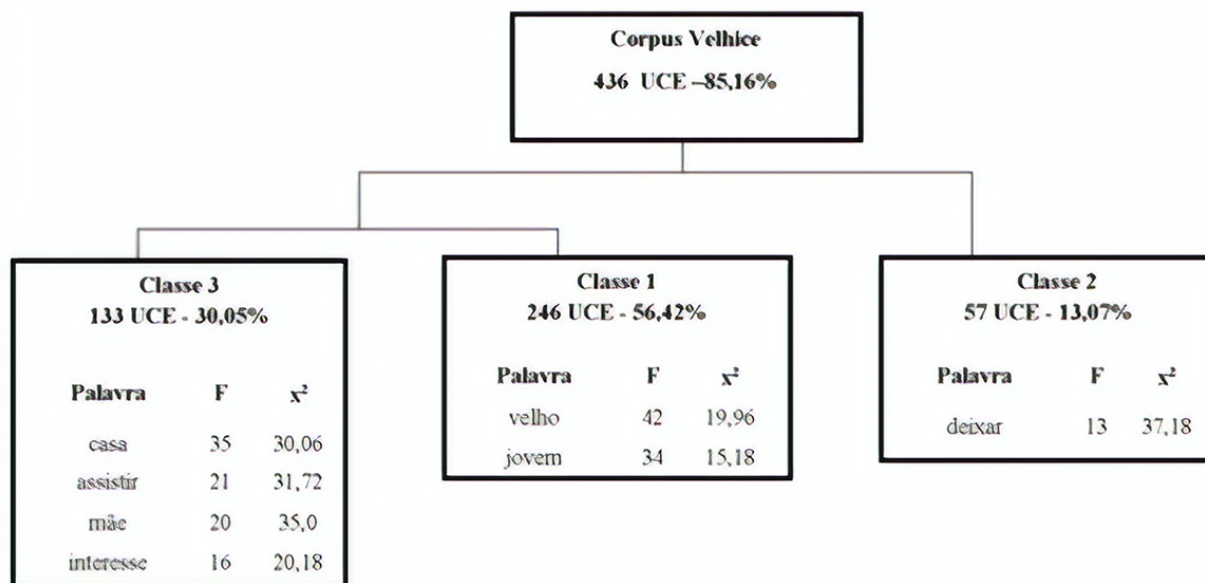 Corpus Velhice
436 UCE –85,16%
Classe 3
133 UCE - 30,05%
Palavra F x²
casa 35 30,06
assistir 21 31,72
mãe 20 35,0
interesse 16 20,18
Classe 1
246 UCE - 56,42%
Palavra F x²
velho 42 19,96
jovem 34 15,18
Classe 2
57 UCE - 13,07%
Palavra F x²
deixar 13 37,18